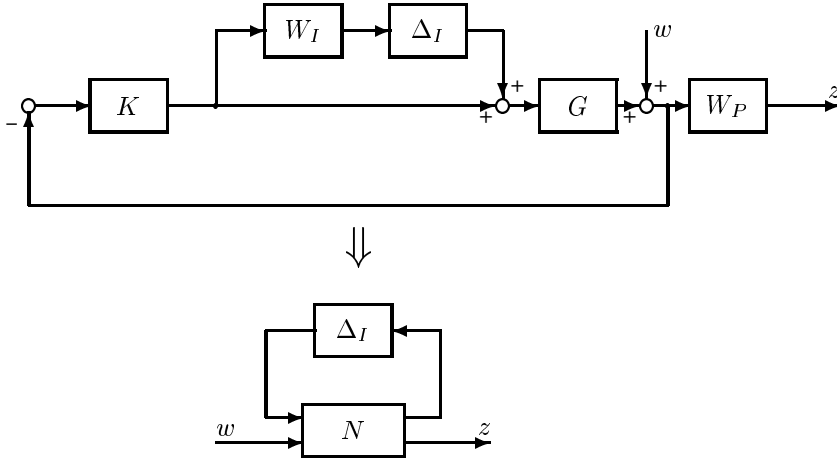 W_I Δ_I w
+ +
K G W_P z
- + +
⇓
Δ_I
w N z